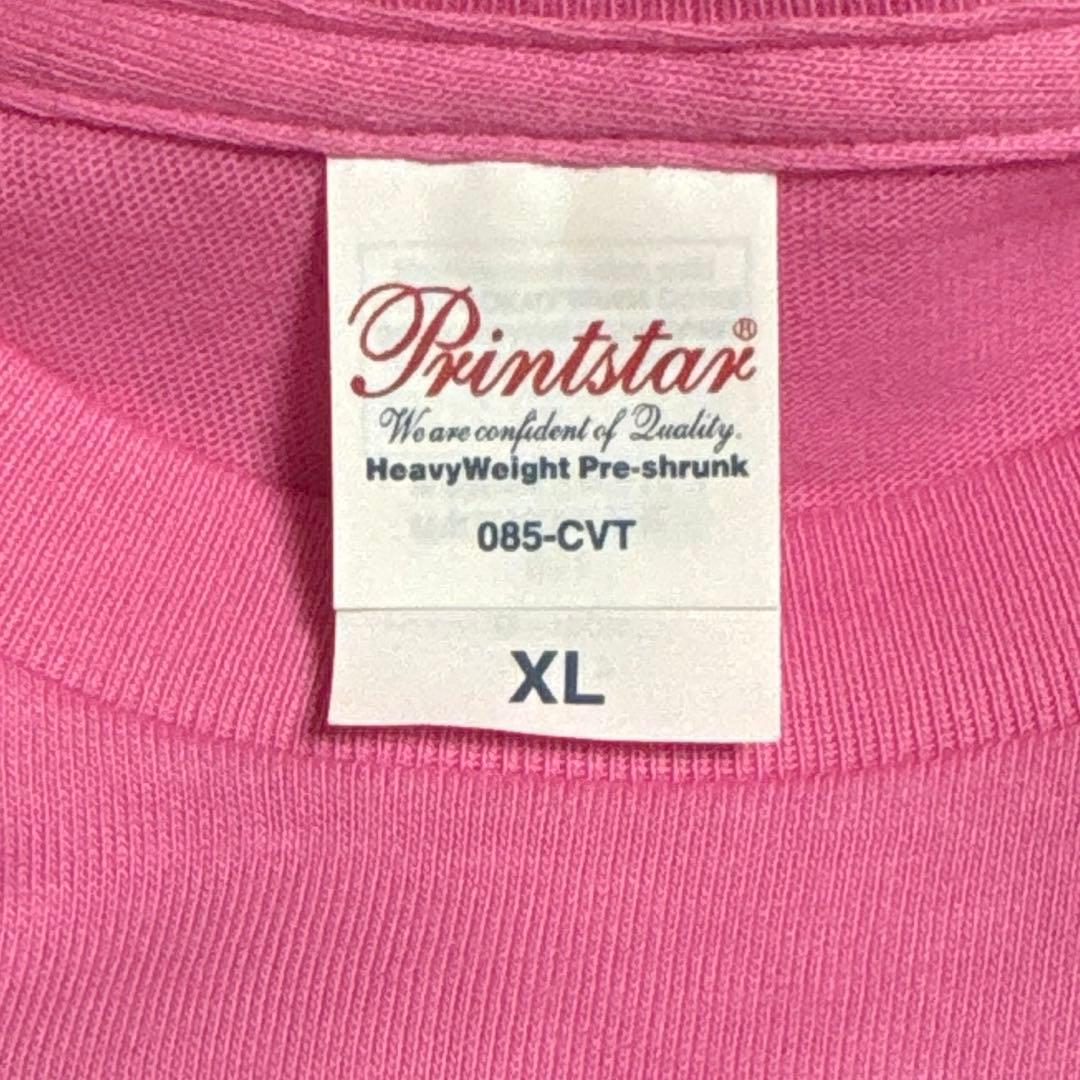 Printstar®
We are confident of Quality.
HeavyWeight Pre-shrunk
085-CVT
XL